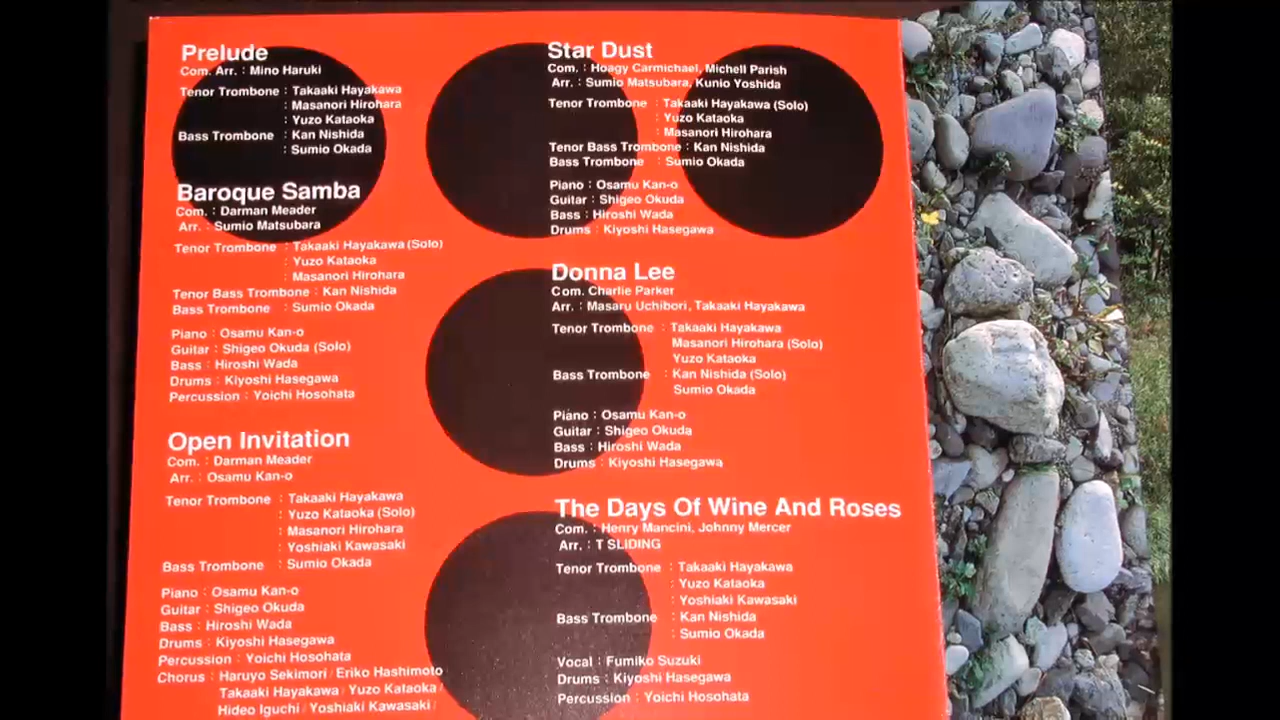 Prelude
Com. Arr. : Mino Haruki
Tenor Trombone : Takaaki Hayakawa
: Masanori Hirohara
: Yuzo Kataoka
Bass Trombone : Kan Nishida
: Sumio Okada
Baroque Samba
Com. : Darman Meader
Arr. : Sumio Matsubara
Tenor Trombone : Takaaki Hayakawa (Solo)
: Yuzo Kataoka
: Masanori Hirohara
Tenor Bass Trombone : Kan Nishida
Bass Trombone : Sumio Okada
Piano : Osamu Kan-o
Guitar : Shigeo Okuda (Solo)
Bass : Hiroshi Wada
Drums : Kiyoshi Hasegawa
Percussion : Yoichi Hosohata
Open Invitation
Com. : Darman Meader
Arr. : Osamu Kan-o
Tenor Trombone : Takaaki Hayakawa
: Yuzo Kataoka (Solo)
: Masanori Hirohara
: Yoshiaki Kawasaki
Bass Trombone : Sumio Okada
Piano : Osamu Kan-o
Guitar : Shigeo Okuda
Bass : Hiroshi Wada
Drums : Kiyoshi Hasegawa
Percussion : Yoichi Hosohata
Chorus : Haruyo Sekimori / Eriko Hashimoto
Takaaki Hayakawa / Yuzo Kataoka /
Hideo Iguchi / Yoshiaki Kawasaki /
Star Dust
Com. : Hoagy Carmichael, Michell Parish
Arr. : Sumio Matsubara, Kunio Yoshida
Tenor Trombone : Takaaki Hayakawa (Solo)
: Yuzo Kataoka
: Masanori Hirohara
Tenor Bass Trombone : Kan Nishida
Bass Trombone : Sumio Okada
Piano : Osamu Kan-o
Guitar : Shigeo Okuda
Bass : Hiroshi Wada
Drums : Kiyoshi Hasegawa
Donna Lee
Com. Charlie Parker
Arr. : Masaru Uchibori, Takaaki Hayakawa
Tenor Trombone : Takaaki Hayakawa
Masanori Hirohara (Solo)
Yuzo Kataoka
Bass Trombone : Kan Nishida (Solo)
Sumio Okada
Piano : Osamu Kan-o
Guitar : Shigeo Okuda
Bass : Hiroshi Wada
Drums : Kiyoshi Hasegawa
The Days Of Wine And Roses
Com. : Henry Mancini, Johnny Mercer
Arr. : T SLIDING
Tenor Trombone : Takaaki Hayakawa
: Yuzo Kataoka
: Yoshiaki Kawasaki
Bass Trombone : Kan Nishida
: Sumio Okada
Vocal : Fumiko Suzuki
Drums : Kiyoshi Hasegawa
Percussion : Yoichi Hosohata